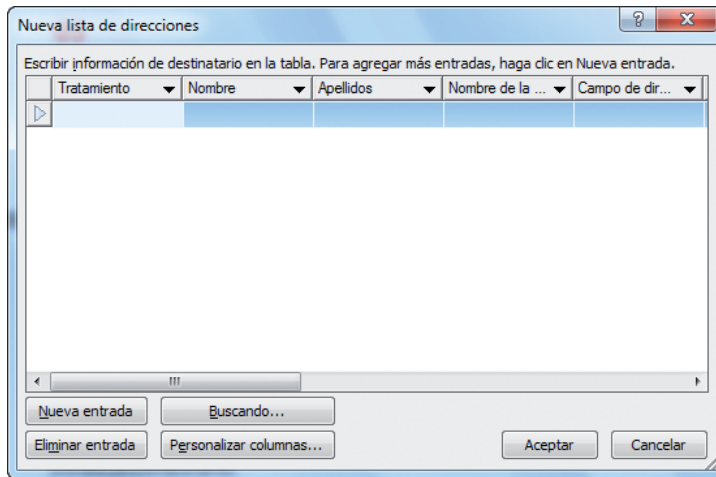 Nueva lista de direcciones
Escribir información de destinatario en la tabla. Para agregar más entradas, haga clic en Nueva entrada.
Tratamiento Nombre Apellidos Nombre de la ... Campo de dir...
Nueva entrada Buscando...
Eliminar entrada Personalizar columnas... Aceptar Cancelar